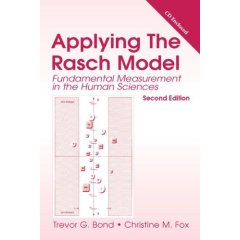 CD Enclosed
Applying The
Rasch Model
Fundamental Measurement
in the Human Sciences
Second Edition
Trevor G. Bond • Christine M. Fox